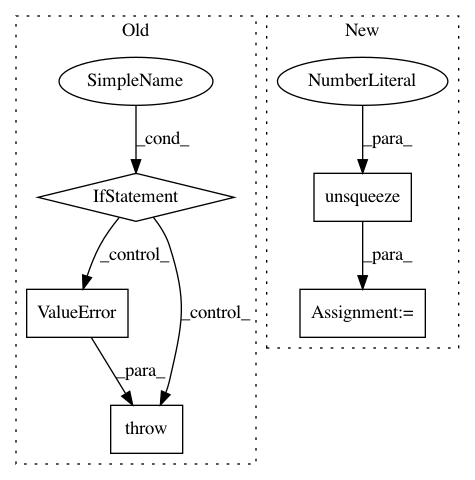 Old
New
SimpleName
NumberLiteral
_cond_
_para_
IfStatement
unsqueeze
_control_
_para_
_control_
ValueError
Assignment:=
_para_
throw